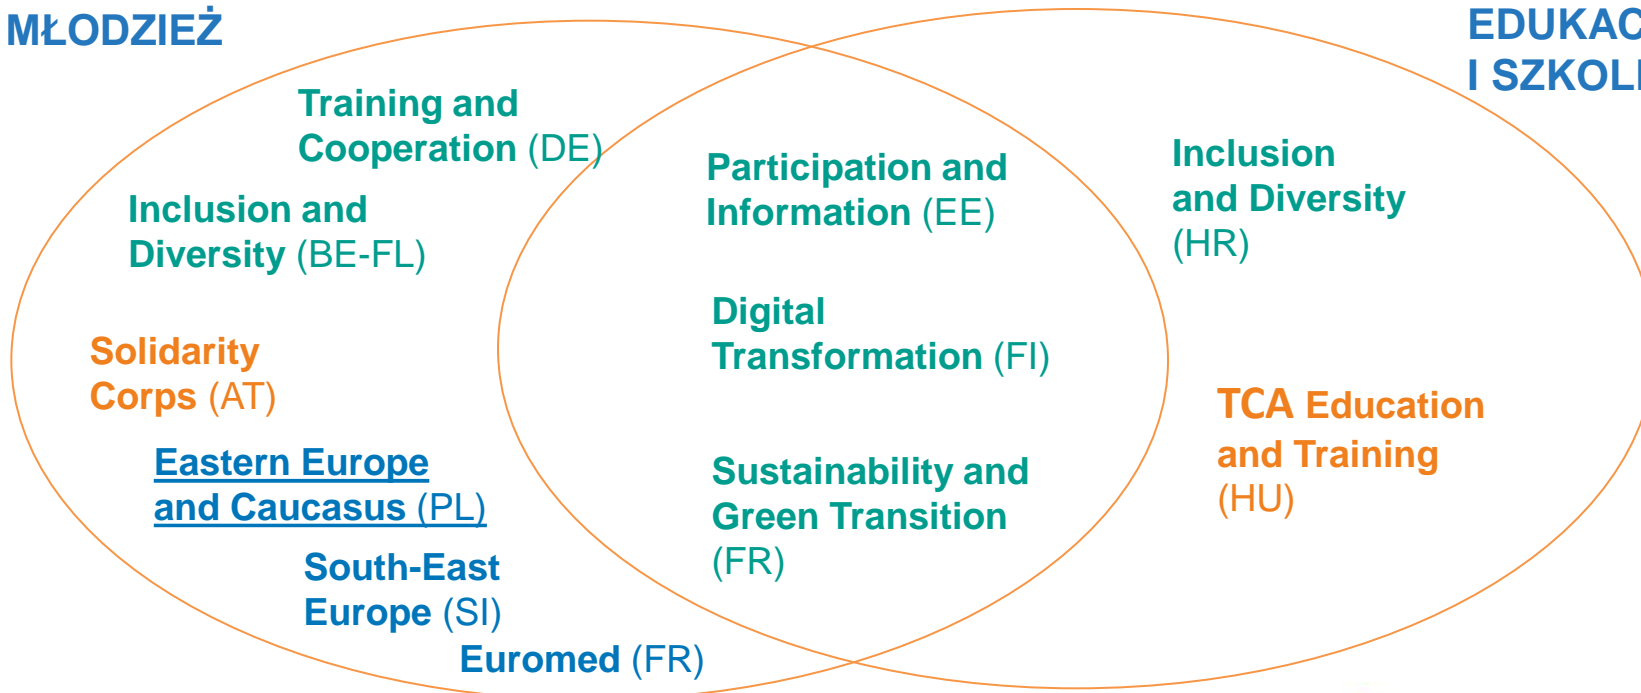 MŁODZIEŻ
EDUKAC
I SZKOL
Training and
Cooperation (DE)
Inclusion and
Diversity (BE-FL)
Solidarity
Corps (AT)
Eastern Europe
and Caucasus (PL)
South-East
Europe (SI)
Euromed (FR)
Participation and
Information (EE)
Digital
Transformation (FI)
Sustainability and
Green Transition
(FR)
Inclusion
and Diversity
(HR)
TCA Education
and Training
(HU)